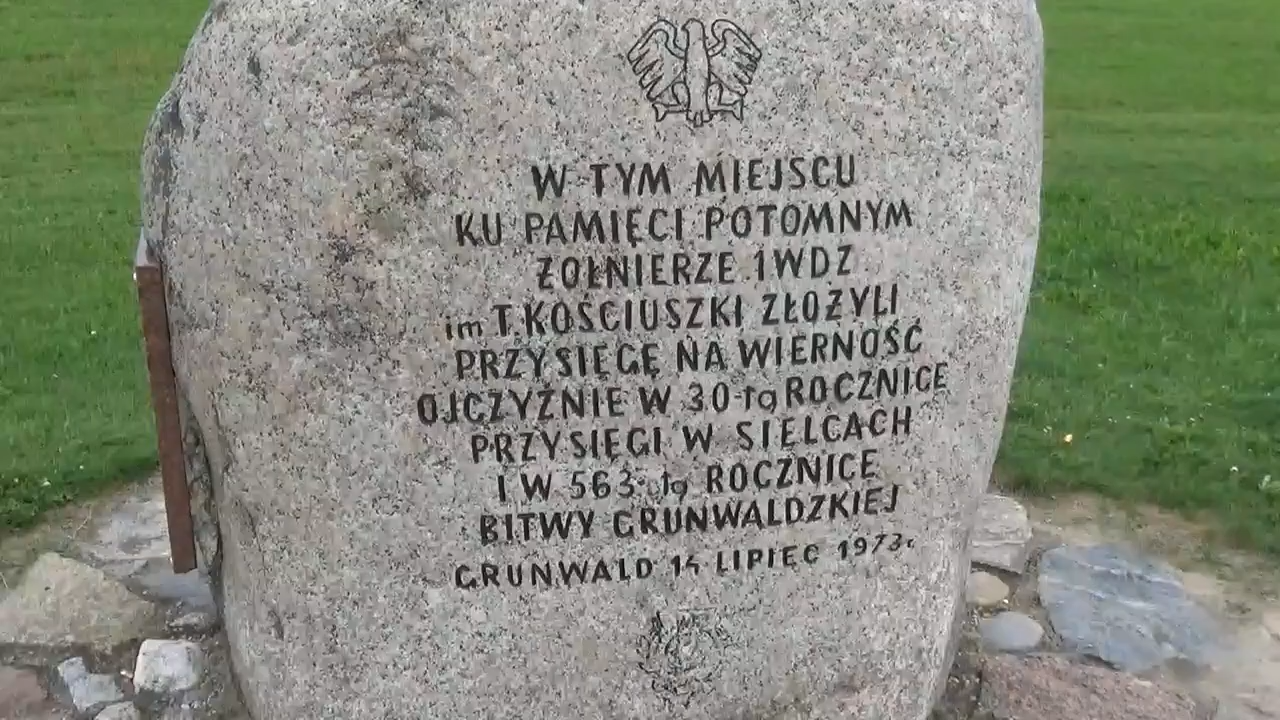 W TYM MIEJSCU
KU PAMIĘCI POTOMNYM
ŻOŁNIERZE 1WDZ
im T.KOŚCIUSZKI ZŁOŻYLI
PRZYSIĘGĘ NA WIERNOŚĆ
OJCZYŹNIE W 30-tą ROCZNICĘ
PRZYSIĘGI W SIELCACH
I W 563-tą ROCZNICĘ
BITWY GRUNWALDZKIEJ
GRUNWALD 14 LIPIEC 1973r.